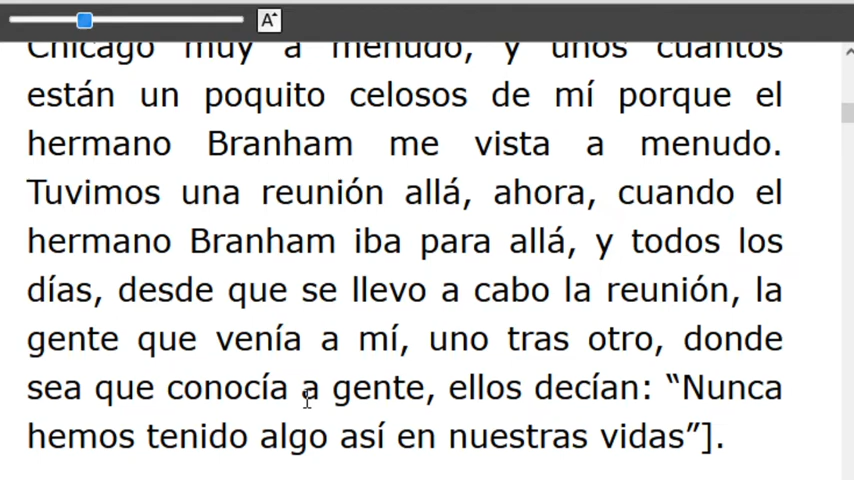 A
Chicago muy a menudo, y unos cuantos
están un poquito celosos de mí porque el
hermano Branham me vista a menudo.
Tuvimos una reunión allá, ahora, cuando el
hermano Branham iba para allá, y todos los
días, desde que se llevo a cabo la reunión, la
gente que venía a mí, uno tras otro, donde
sea que conocía a gente, ellos decían: “Nunca
hemos tenido algo así en nuestras vidas”].